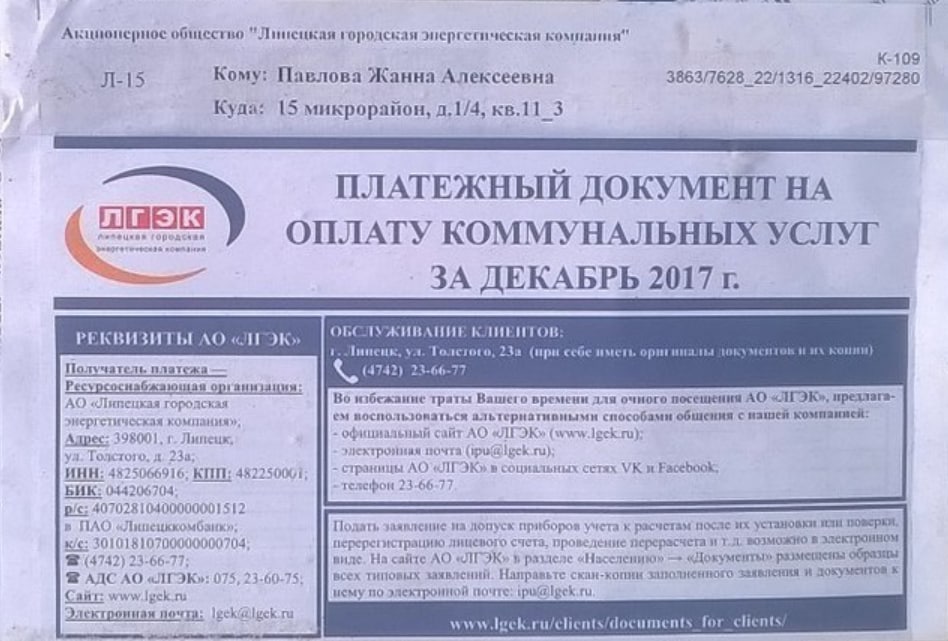 Акционерное общество "Липецкая городская энергетическая компания"
К-109
Л-15
Кому: Павлова Жанна Алексеевна
3863/7628_22/1316_22402/97280
Куда: 15 микрорайон, д.1/4, кв.11_3
ЛГЭК
липецкая городская
энергетическая компания
ПЛАТЕЖНЫЙ ДОКУМЕНТ НА
ОПЛАТУ КОММУНАЛЬНЫХ УСЛУГ
ЗА ДЕКАБРЬ 2017 г.
РЕКВИЗИТЫ АО «ЛГЭК»
Получатель платежа —
Ресурсоснабжающая организация:
АО «Липецкая городская
энергетическая компания»;
Адрес: 398001, г. Липецк,
ул. Толстого, д. 23а;
ИНН: 4825066916; КПП: 482250001;
БИК: 044206704;
р/с: 40702810400000001512
в ПАО «Липецккомбанк»;
к/с: 30101810700000000704;
☎ (4742) 23-66-77;
☎ АДС АО «ЛГЭК»: 075, 23-60-75;
Сайт: www.lgek.ru
Электронная почта: lgek@lgek.ru
ОБСЛУЖИВАНИЕ КЛИЕНТОВ:
г. Липецк, ул. Толстого, 23а (при себе иметь оригиналы документов и их копии)
(4742) 23-66-77
Во избежание траты Вашего времени для очного посещения АО «ЛГЭК», предлага-
ем воспользоваться альтернативными способами общения с нашей компанией:
- официальный сайт АО «ЛГЭК» (www.lgek.ru);
- электронная почта (ipu@lgek.ru);
- страницы АО «ЛГЭК» в социальных сетях VK и Facebook;
- телефон 23-66-77.
Подать заявление на допуск приборов учета к расчетам после их установки или поверки,
перерегистрацию лицевого счета, проведение перерасчета и т.д. возможно в электронном
виде. На сайте АО «ЛГЭК» в разделе «Населению» → «Документы» размещены образцы
всех типовых заявлений. Направьте скан-копии заполненного заявления и документов к
нему по электронной почте: ipu@lgek.ru.
www.lgek.ru/clients/documents_for_clients/